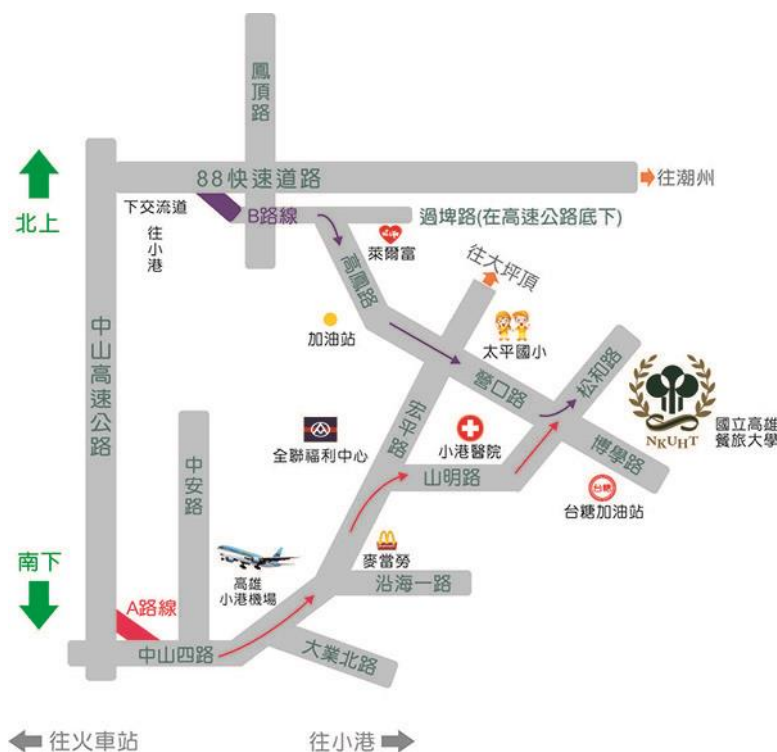 鳳頂路
88快速道路
往潮州
北上
下交流道
往小港
B路線
過埤路(在高速公路底下)
萊爾富
往大坪頂
高鳳路
加油站
太平國小
松和路
中山高速公路
營口路
NKUHT
國立高雄
餐旅大學
宏平路
全聯福利中心
小港醫院
博學路
中安路
山明路
台糖
台糖加油站
南下
麥當勞
高雄
小港機場
沿海一路
A路線
中山四路
大業北路
往火車站
往小港